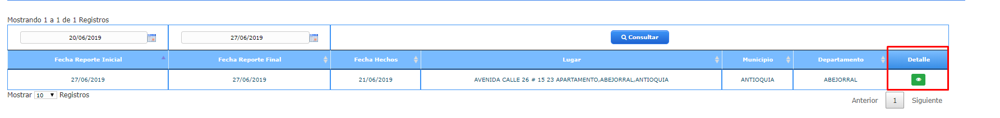 Mostrando 1 a 1 de 1 Registros
20/06/2019 27/06/2019 Consultar
Fecha Reporte Inicial Fecha Reporte Final Fecha Hechos Lugar Municipio Departamento Detalle
27/06/2019 27/06/2019 21/06/2019 AVENIDA CALLE 26 # 15 23 APARTAMENTO,ABEJORRAL,ANTIOQUIA ANTIOQUIA ABEJORRAL
Mostrar 10 Registros
Anterior 1 Siguiente